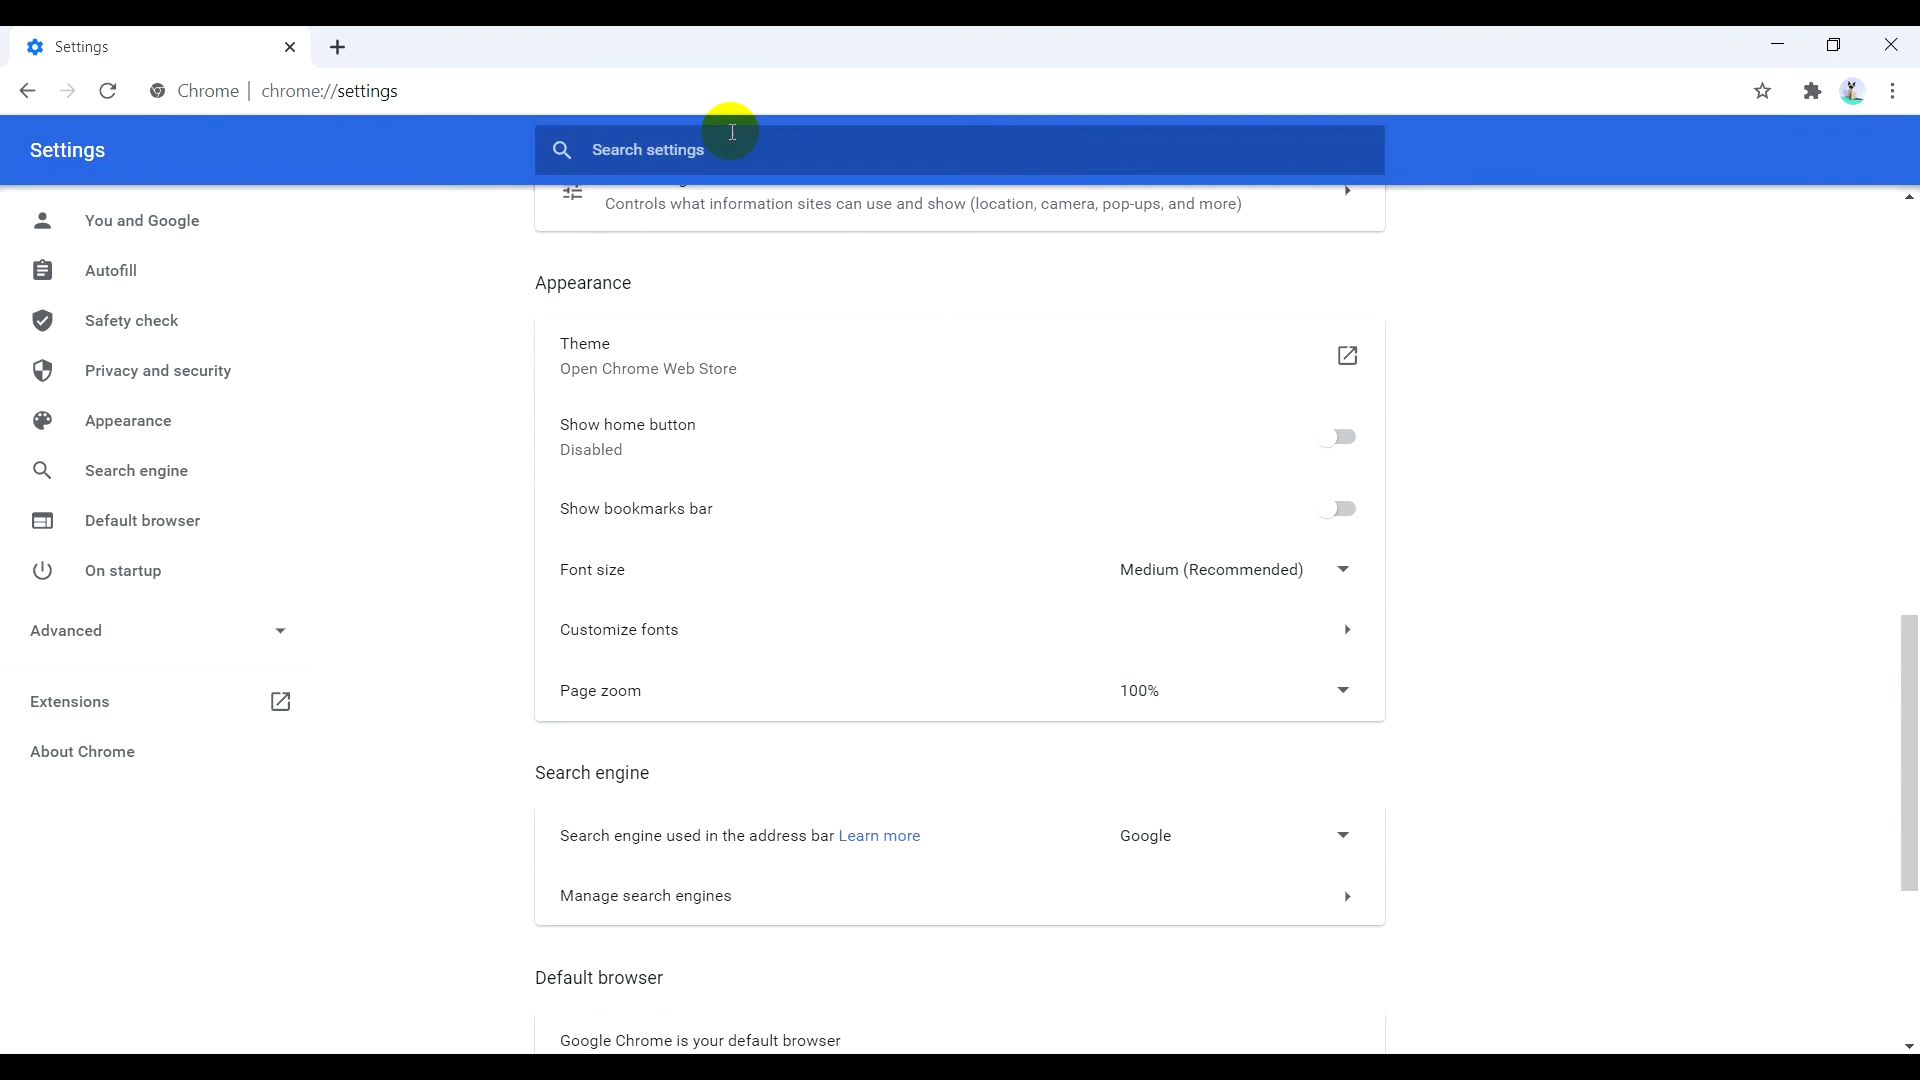 Settings
Chrome | chrome://settings
Settings
Search settings
You and Google
Autofill
Safety check
Privacy and security
Appearance
Search engine
Default browser
On startup
Advanced
Extensions
About Chrome
Controls what information sites can use and show (location, camera, pop-ups, and more)
Appearance
Theme
Open Chrome Web Store
Show home button
Disabled
Show bookmarks bar
Font size Medium (Recommended)
Customize fonts
Page zoom 100%
Search engine
Search engine used in the address bar Learn more Google
Manage search engines
Default browser
Google Chrome is your default browser